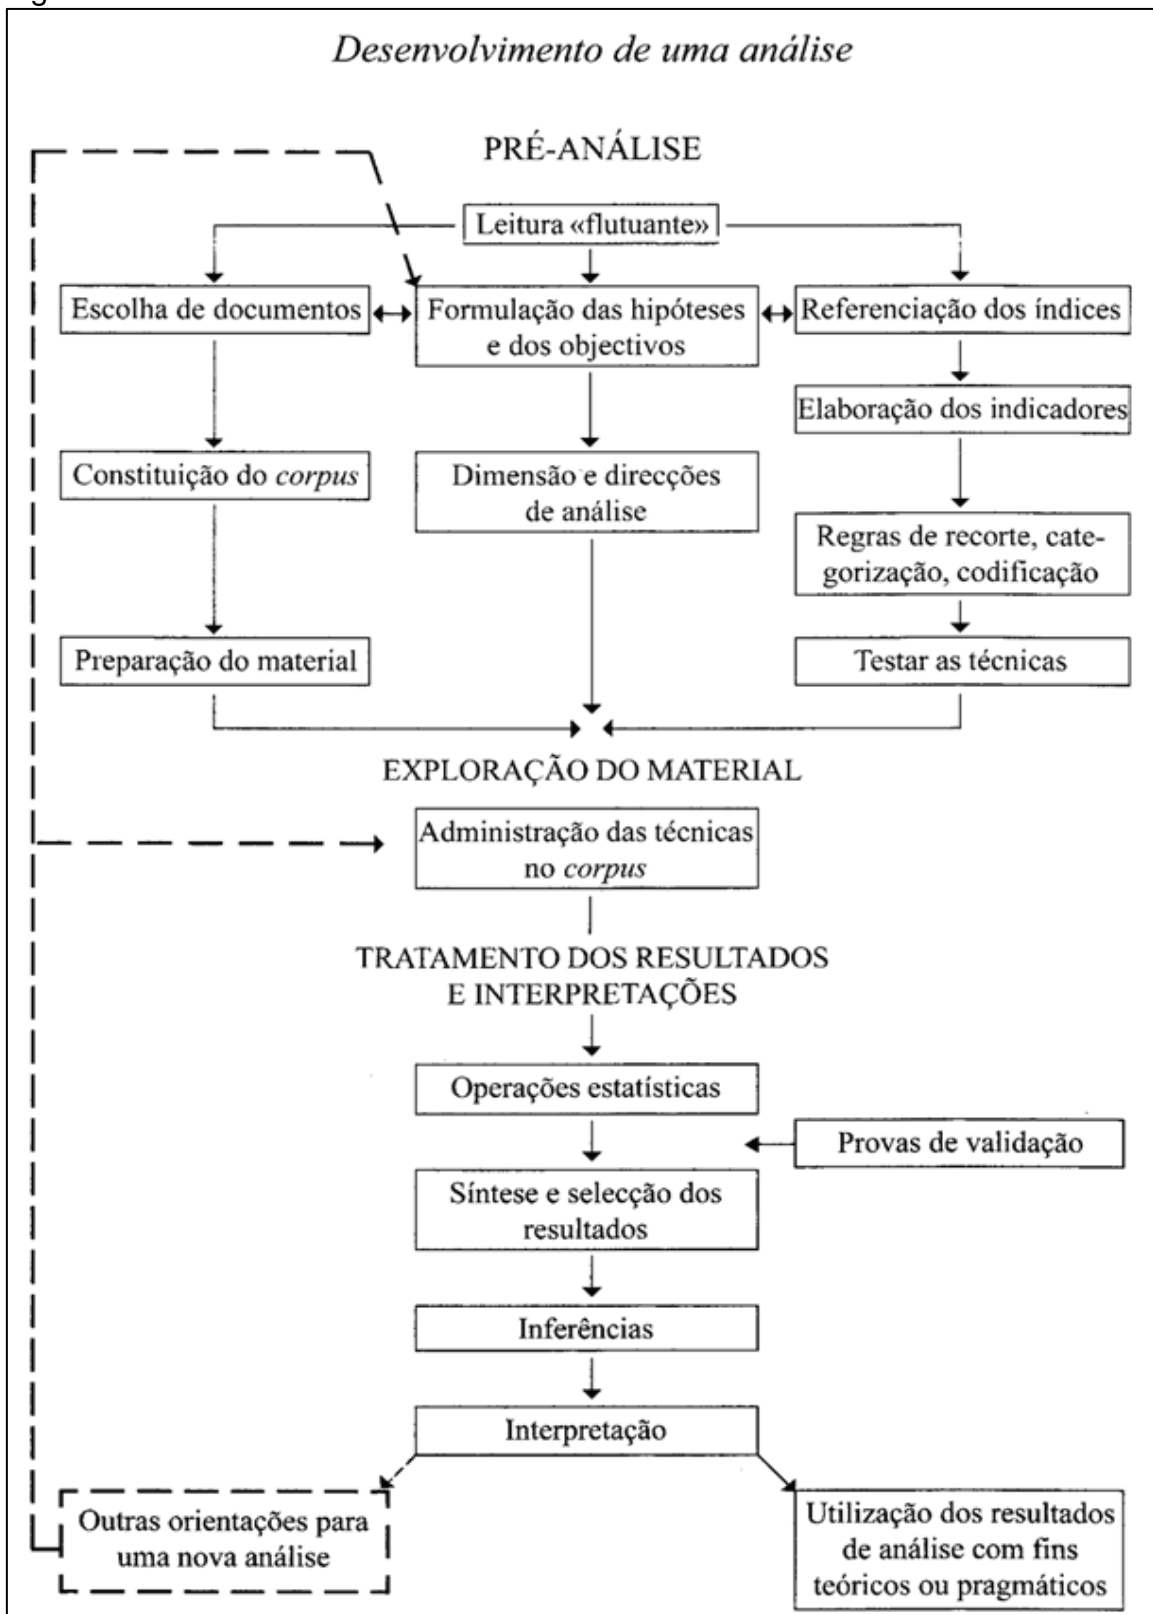 Desenvolvimento de uma análise
PRÉ-ANÁLISE
Leitura «flutuante»
Escolha de documentos
Formulação das hipóteses
e dos objectivos
Referenciação dos índices
Elaboração dos indicadores
Constituição do corpus
Dimensão e direcções
de análise
Regras de recorte, cate-
gorização, codificação
Preparação do material
Testar as técnicas
EXPLORAÇÃO DO MATERIAL
Administração das técnicas
no corpus
TRATAMENTO DOS RESULTADOS
E INTERPRETAÇÕES
Operações estatísticas
Provas de validação
Síntese e selecção dos
resultados
Inferências
Interpretação
Outras orientações para
uma nova análise
Utilização dos resultados
de análise com fins
teóricos ou pragmáticos